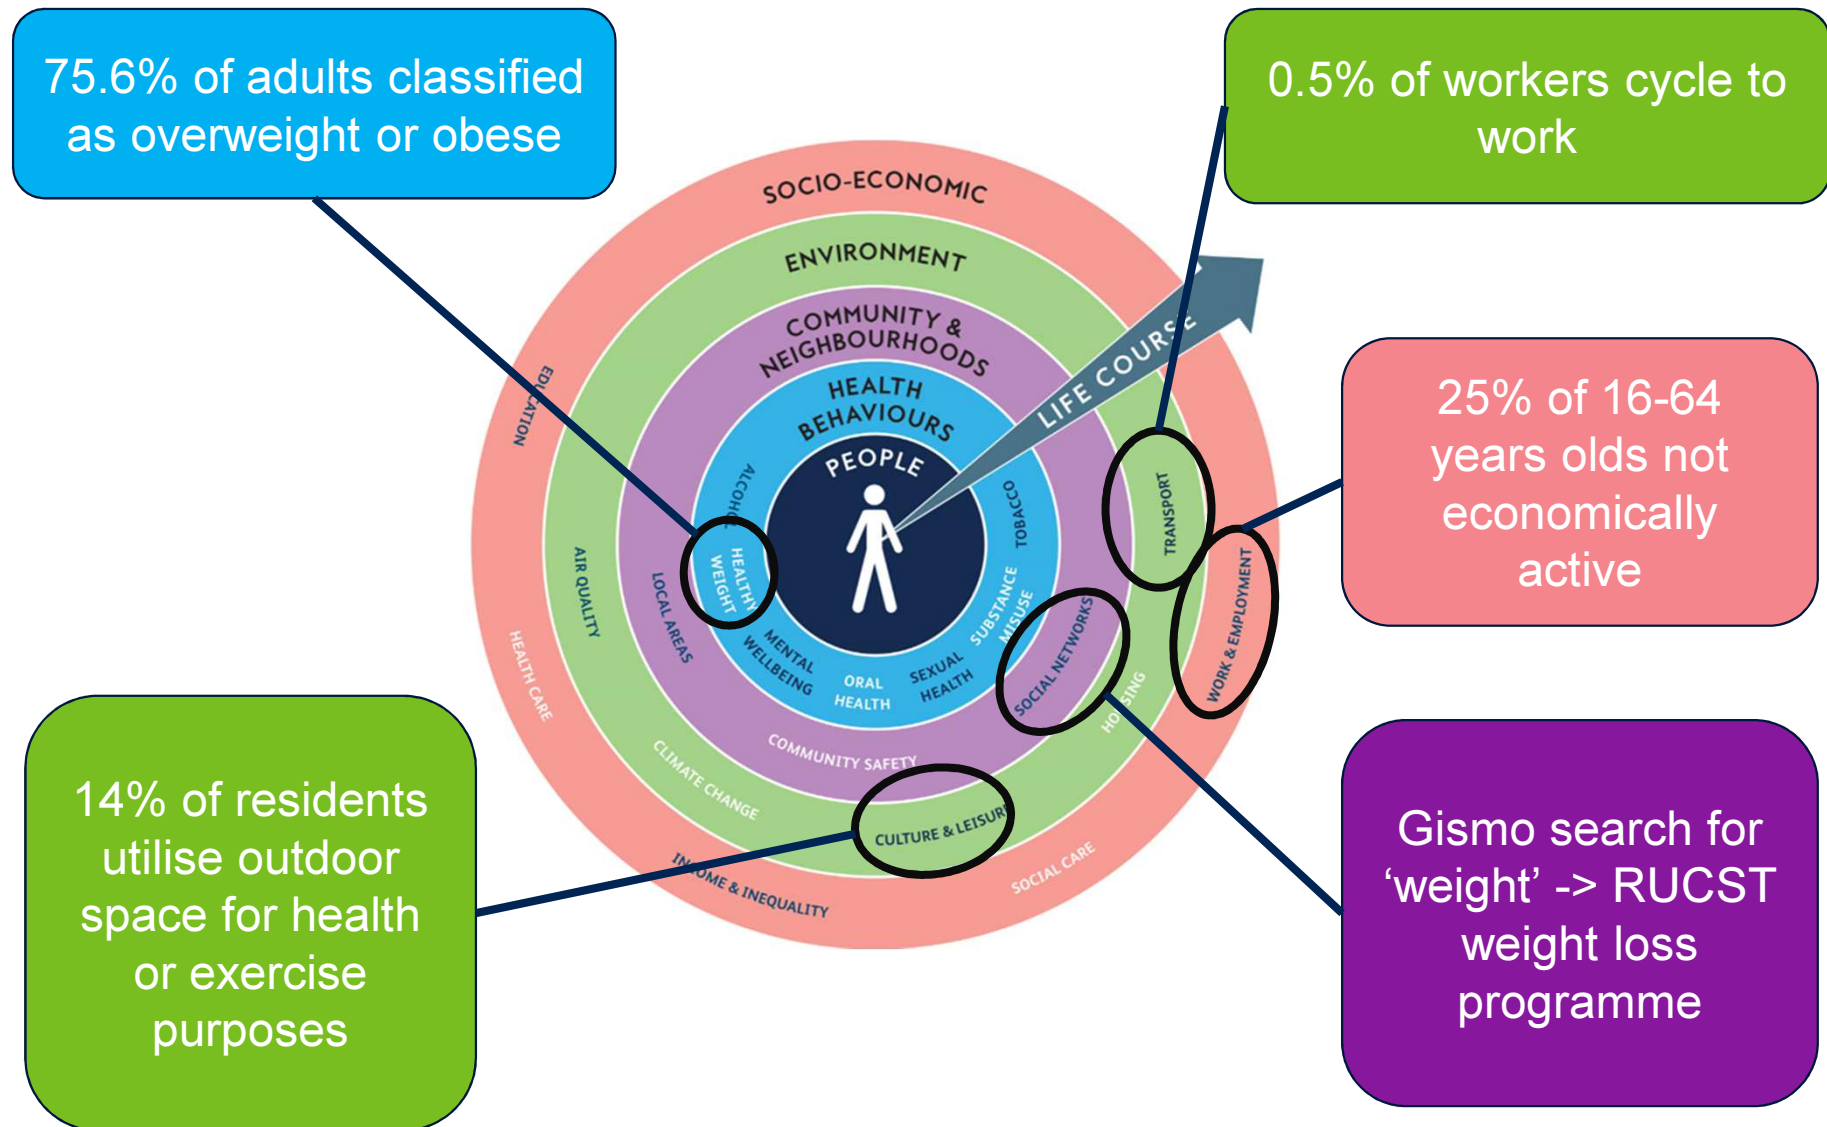 75.6% of adults classified
as overweight or obese
0.5% of workers cycle to
work
25% of 16-64
years olds not
economically
active
14% of residents
utilise outdoor
space for health
or exercise
purposes
Gismo search for
‘weight’ -> RUCST
weight loss
programme
SOCIO-ECONOMIC
ENVIRONMENT
COMMUNITY &
NEIGHBOURHOODS
HEALTH
BEHAVIOURS
PEOPLE
LIFE COURSE
EDUCATION
HEALTH CARE
INCOME & INEQUALITY
SOCIAL CARE
WORK & EMPLOYMENT
AIR QUALITY
CLIMATE CHANGE
CULTURE & LEISURE
HOUSING
TRANSPORT
LOCAL AREAS
COMMUNITY SAFETY
SOCIAL NETWORKS
ALCOHOL
HEALTHY
WEIGHT
MENTAL
WELLBEING
ORAL
HEALTH
SEXUAL
HEALTH
SUBSTANCE
MISUSE
TOBACCO